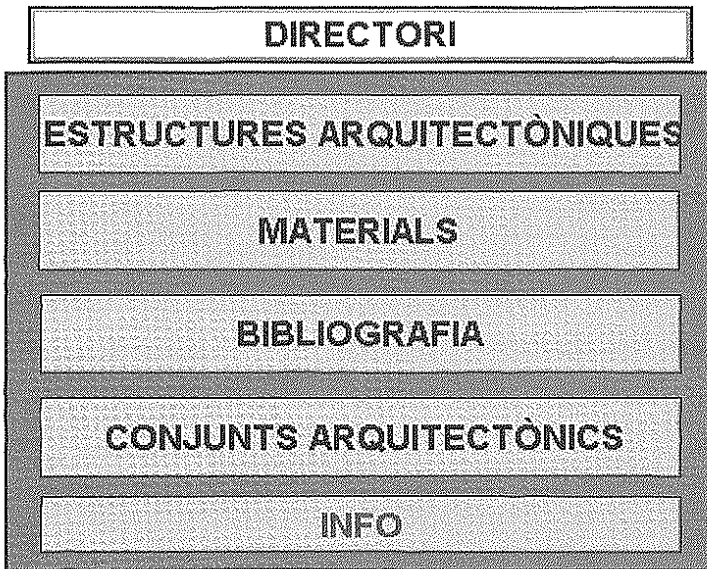 DIRECTORI
ESTRUCTURES ARQUITECTÒNIQUES
MATERIALS
BIBLIOGRAFIA
CONJUNTS ARQUITECTÒNICS
INFO